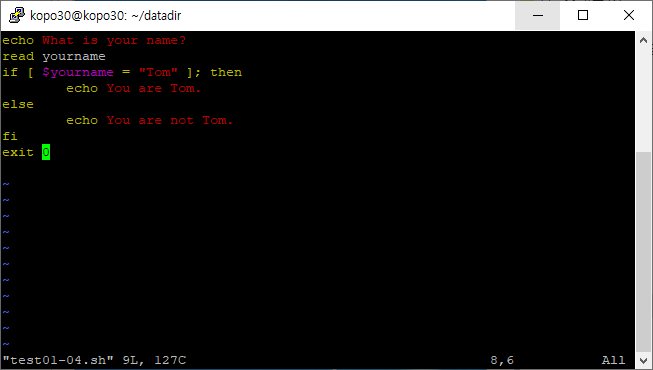 kopo30@kopo30: ~/datadir
echo What is your name?
read yourname
if [ $yourname = "Tom" ]; then
        echo You are Tom.
else
        echo You are not Tom.
fi
exit 0
~
~
~
~
~
~
~
~
~
~
~
"test01-04.sh" 9L, 127C 8,6 All